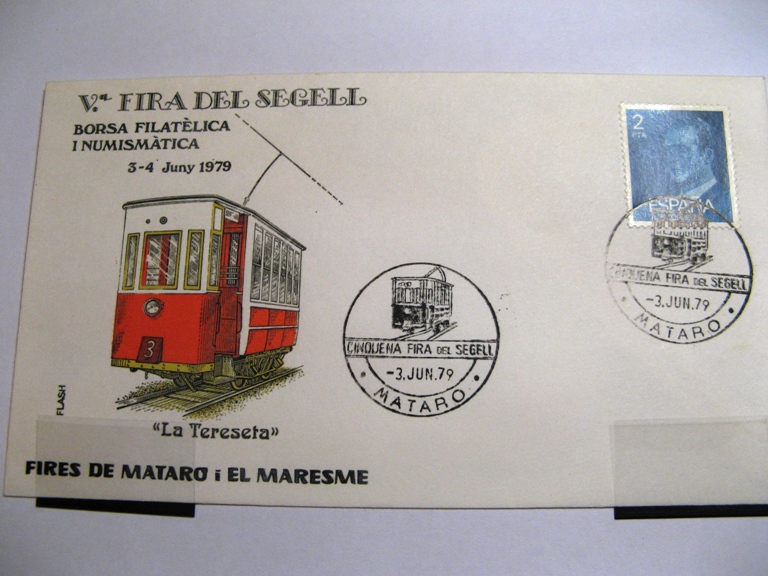 V.ª FIRA DEL SEGELL
BORSA FILATÈLICA
I NUMISMÀTICA
3-4 Juny 1979
2
PTA
ESPAÑA
CINQUENA FIRA DEL SEGELL
-3.JUN.79
• MATARO •
3
CINQUENA FIRA DEL SEGELL
-3.JUN.79
• MATARO •
FLASH
“La Tereseta”
FIRES DE MATARO i EL MARESME